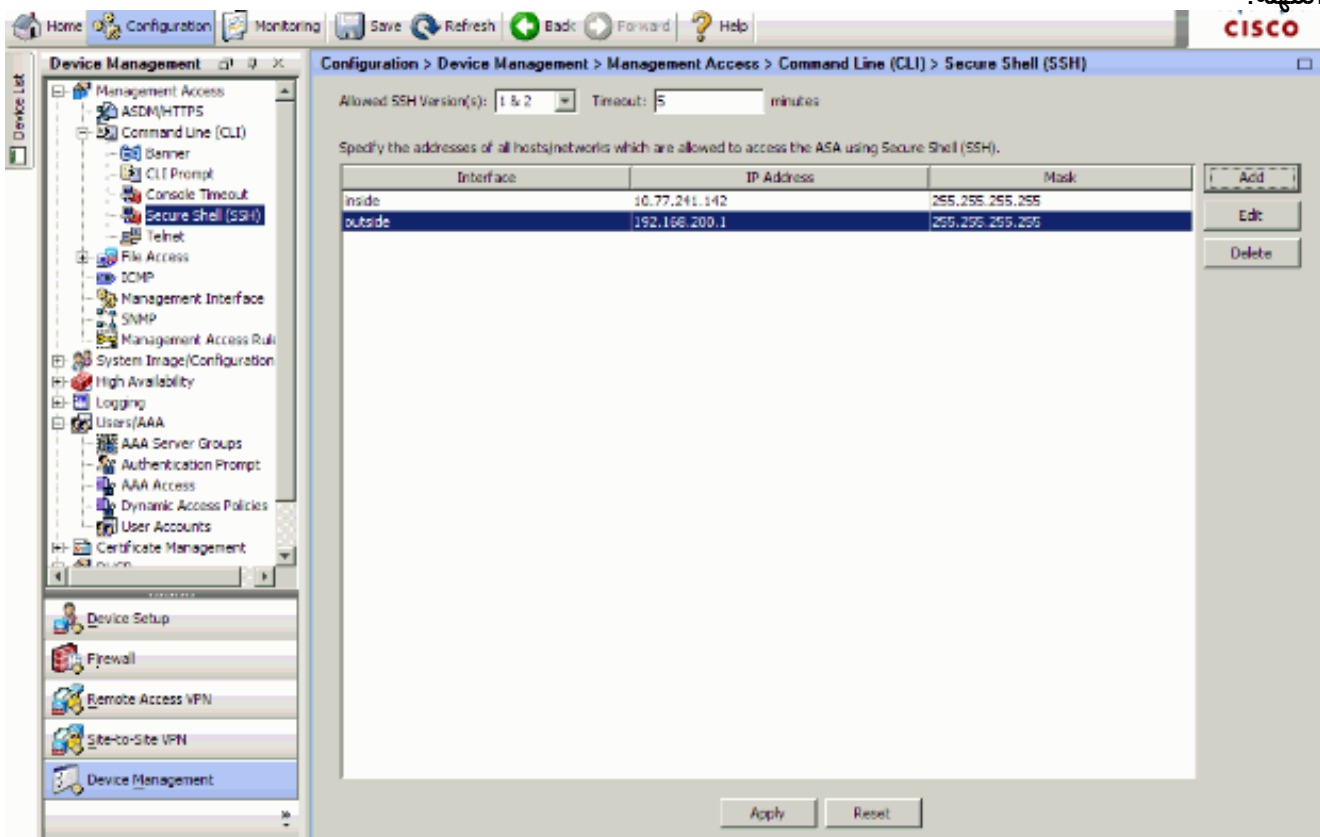 Home Configuration Monitoring Save Refresh Back Forward Help
CISCO
Device List
Device Management
Management Access
ASDM/HTTPS
Command Line (CLI)
Banner
CLI Prompt
Console Timeout
Secure Shell (SSH)
Telnet
File Access
ICMP
Management Interface
SNMP
Management Access Rule
System Image/Configuration
High Availability
Logging
Users/AAA
AAA Server Groups
Authentication Prompt
AAA Access
Dynamic Access Policies
User Accounts
Certificate Management
Device Setup
Firewall
Remote Access VPN
Site-to-Site VPN
Device Management
Configuration > Device Management > Management Access > Command Line (CLI) > Secure Shell (SSH)
Allowed SSH Version(s): 1 & 2 Timeout: 5 minutes
Specify the addresses of all hosts/networks which are allowed to access the ASA using Secure Shell (SSH).
Interface IP Address Mask
inside 10.77.241.142 255.255.255.255
outside 192.168.200.1 255.255.255.255
Add
Edit
Delete
Apply Reset